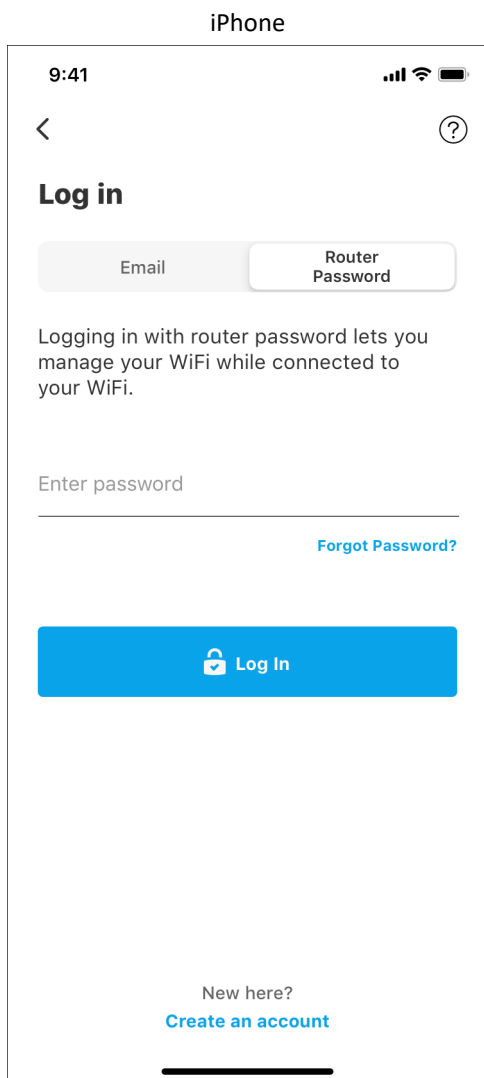 iPhone
9:41
Log in
Email
Router
Password
Logging in with router password lets you
manage your WiFi while connected to
your WiFi.
Enter password
Forgot Password?
Log In
New here?
Create an account